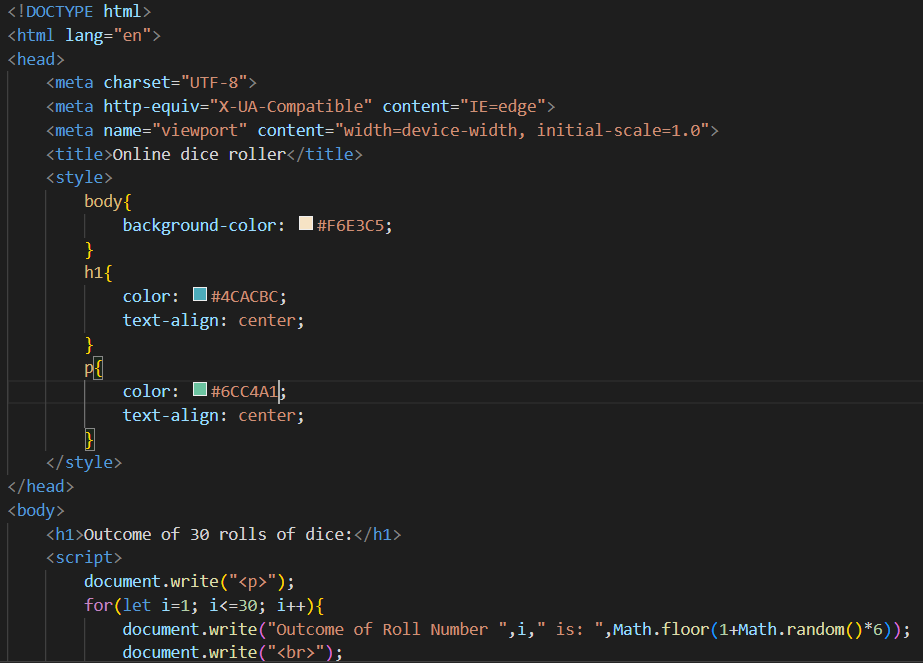 <!DOCTYPE html>
<html lang="en">
<head>
    <meta charset="UTF-8">
    <meta http-equiv="X-UA-Compatible" content="IE=edge">
    <meta name="viewport" content="width=device-width, initial-scale=1.0">
    <title>Online dice roller</title>
    <style>
        body{
            background-color: #F6E3C5;
        }
        h1{
            color: #4CACBC;
            text-align: center;
        }
        p{
            color: #6CC4A1;
            text-align: center;
        }
    </style>
</head>
<body>
    <h1>Outcome of 30 rolls of dice:</h1>
    <script>
        document.write("<p>");
        for(let i=1; i<=30; i++){
            document.write("Outcome of Roll Number ",i," is: ",Math.floor(1+Math.random()*6));
            document.write("<br>");